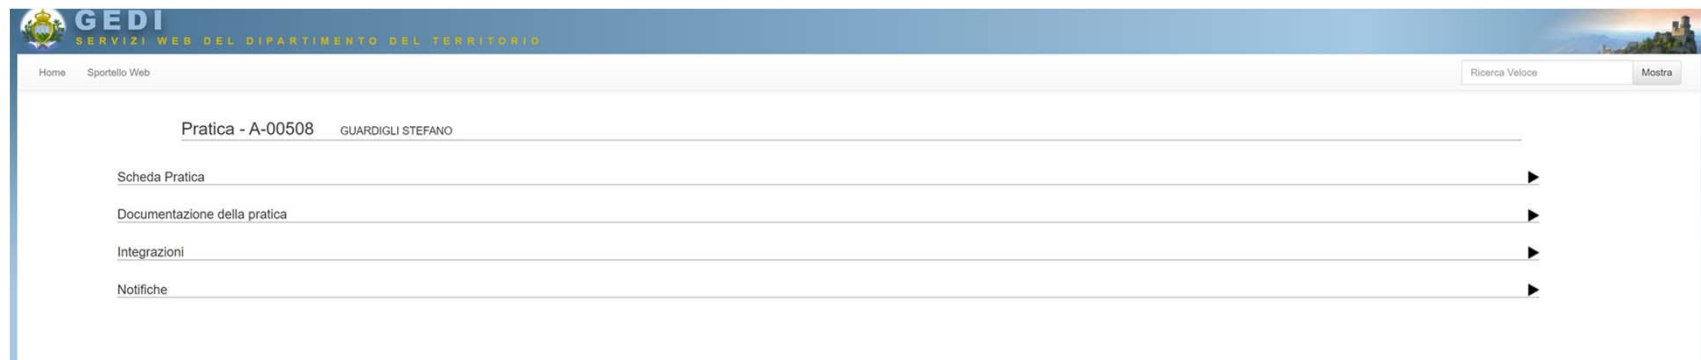 GEDI
SERVIZI WEB DEL DIPARTIMENTO DEL TERRITORIO
Home Sportello Web Ricerca Veloce Mostra
Pratica - A-00508 GUARDIGLI STEFANO
Scheda Pratica
Documentazione della pratica
Integrazioni
Notifiche